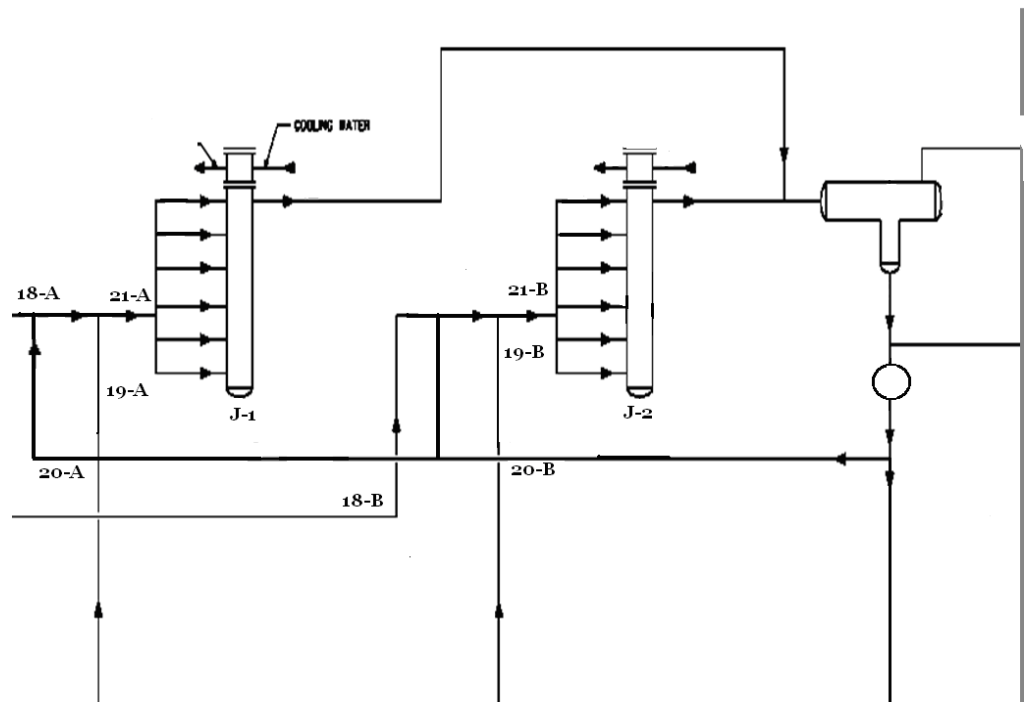 COOLING WATER
18-A
21-A
21-B
19-B
19-A
J-1
J-2
20-A
20-B
18-B